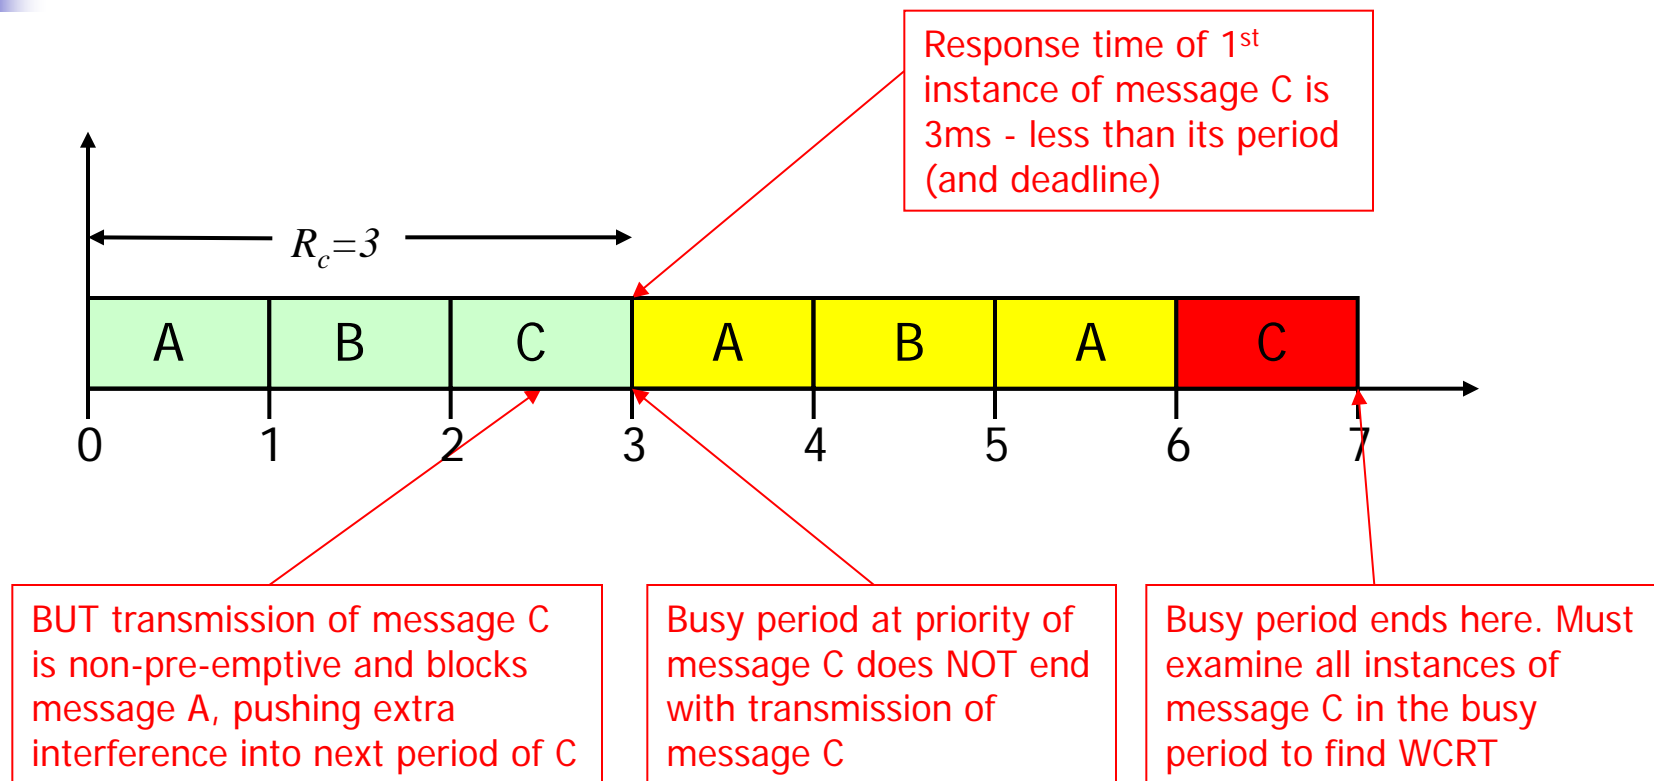 Response time of 1st
instance of message C is
3ms - less than its period
(and deadline)
Rc=3
A B C A B A C
0 1 2 3 4 5 6 7
BUT transmission of message C
is non-pre-emptive and blocks
message A, pushing extra
interference into next period of C
Busy period at priority of
message C does NOT end
with transmission of
message C
Busy period ends here. Must
examine all instances of
message C in the busy
period to find WCRT